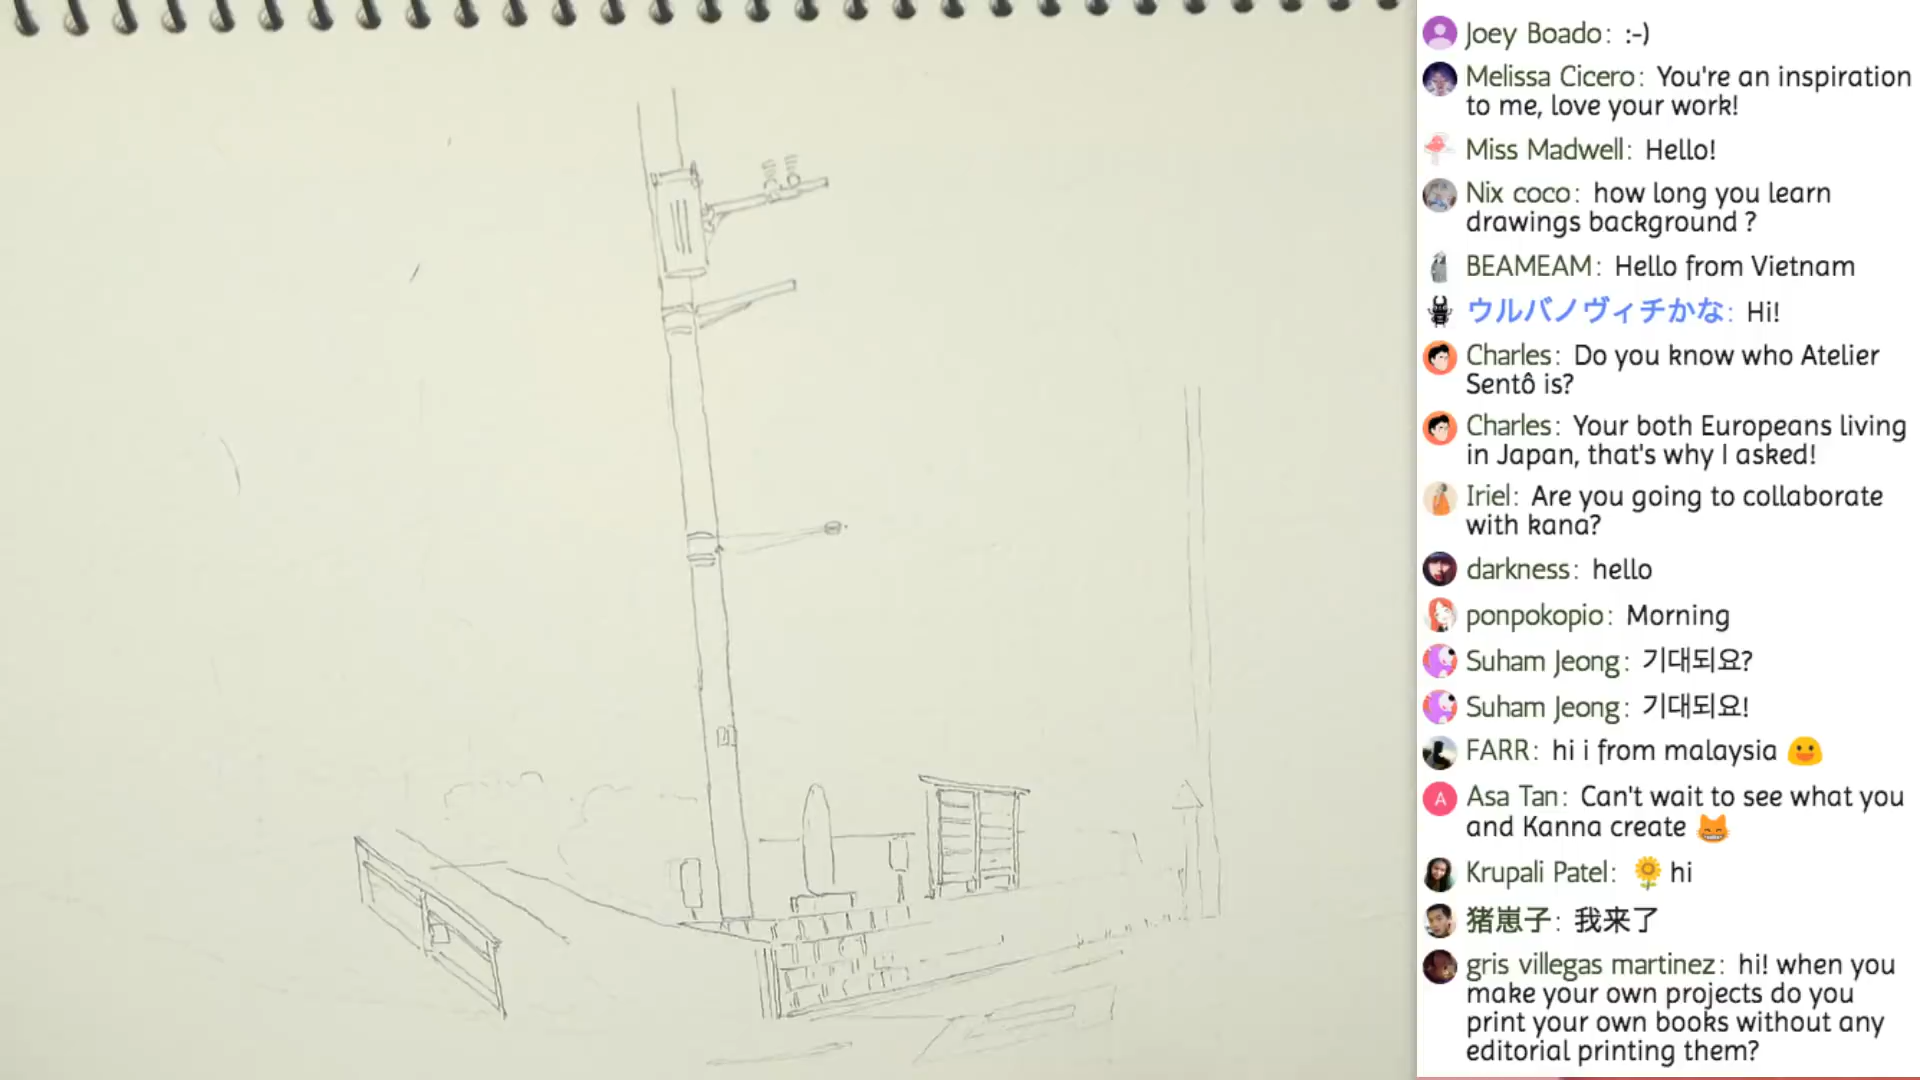 Joey Boado: :-)
Melissa Cicero: You're an inspiration
to me, love your work!
Miss Madwell: Hello!
Nix coco: how long you learn
drawings background ?
BEAMEAM: Hello from Vietnam
ウルバノヴィチかな: Hi!
Charles: Do you know who Atelier
Sentô is?
Charles: Your both Europeans living
in Japan, that's why I asked!
Iriel: Are you going to collaborate
with kana?
darkness: hello
ponpokopio: Morning
Suham Jeong: 기대되요?
Suham Jeong: 기대되요!
FARR: hi i from malaysia 😃
A
Asa Tan: Can't wait to see what you
and Kanna create 😸
Krupali Patel: 🌻 hi
猪崽子: 我来了
gris villegas martinez: hi! when you
make your own projects do you
print your own books without any
editorial printing them?